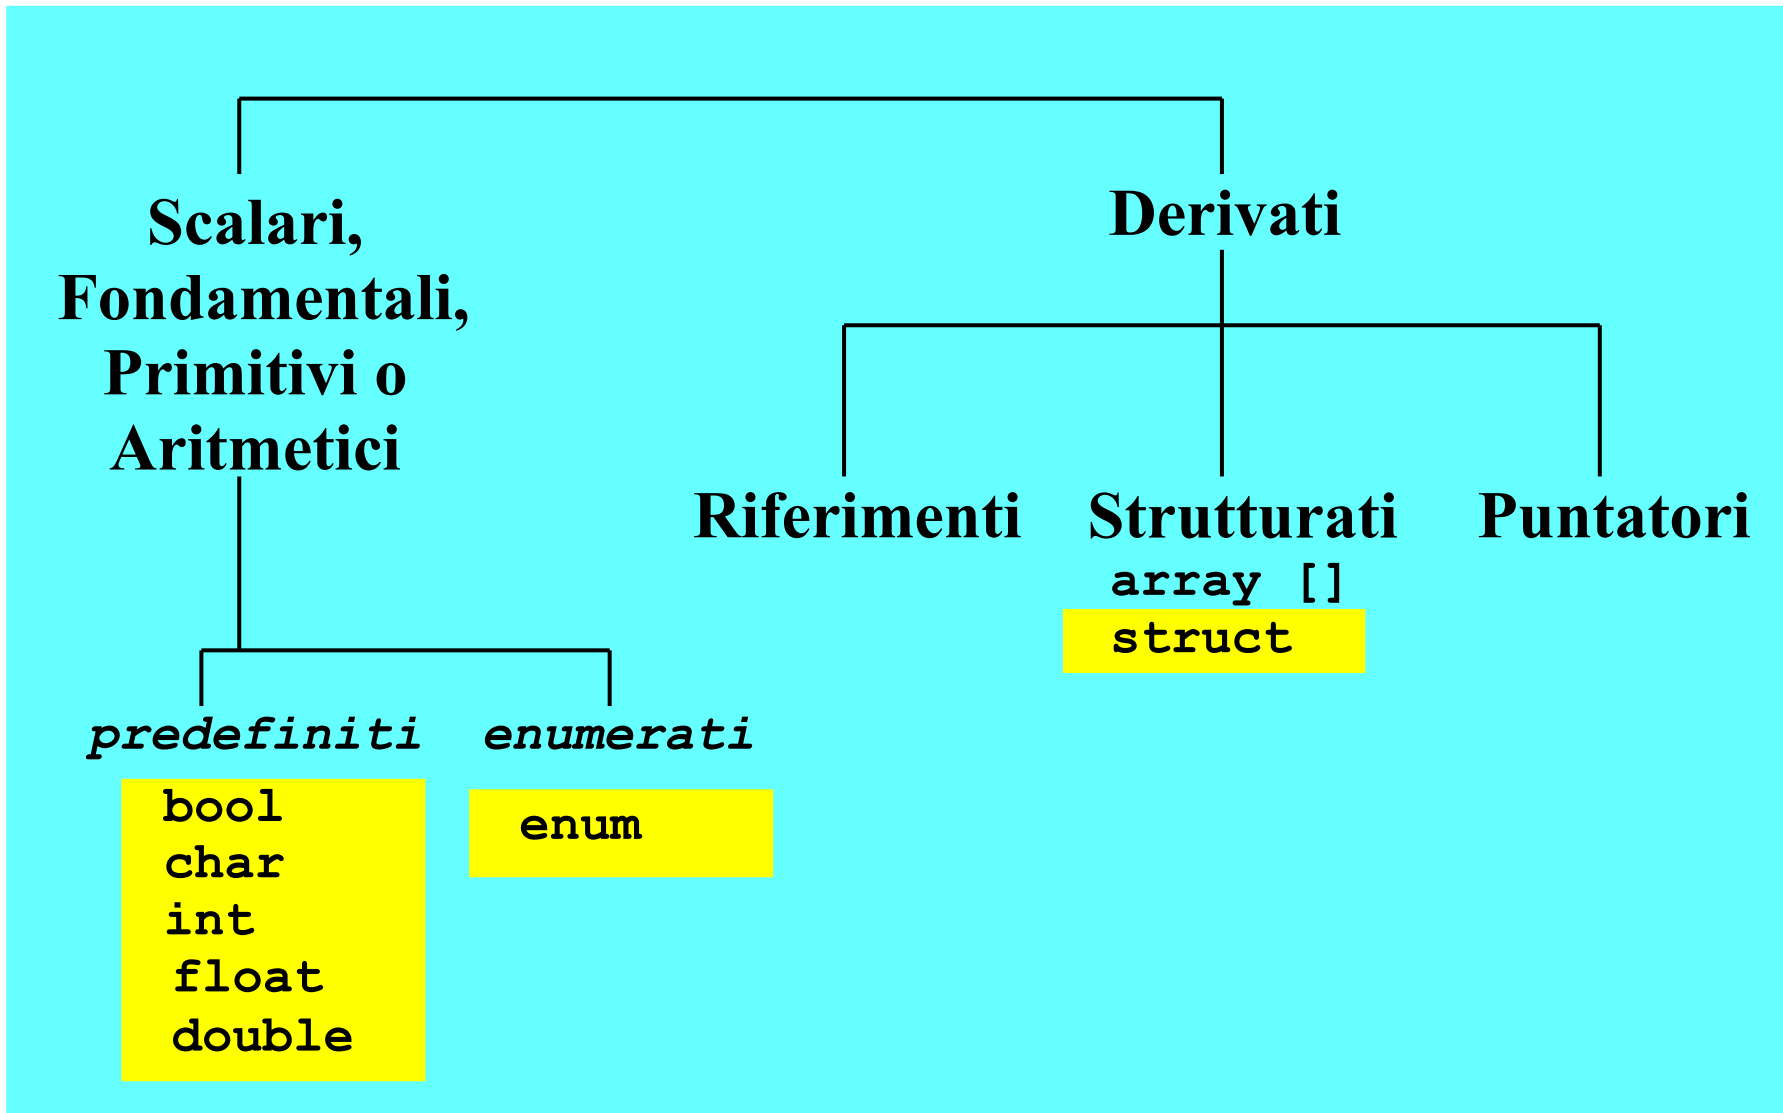 Scalari,
Fondamentali,
Primitivi o
Aritmetici
Derivati
Riferimenti
Strutturati
array []
struct
Puntatori
predefiniti
bool
char
int
float
double
enumerati
enum